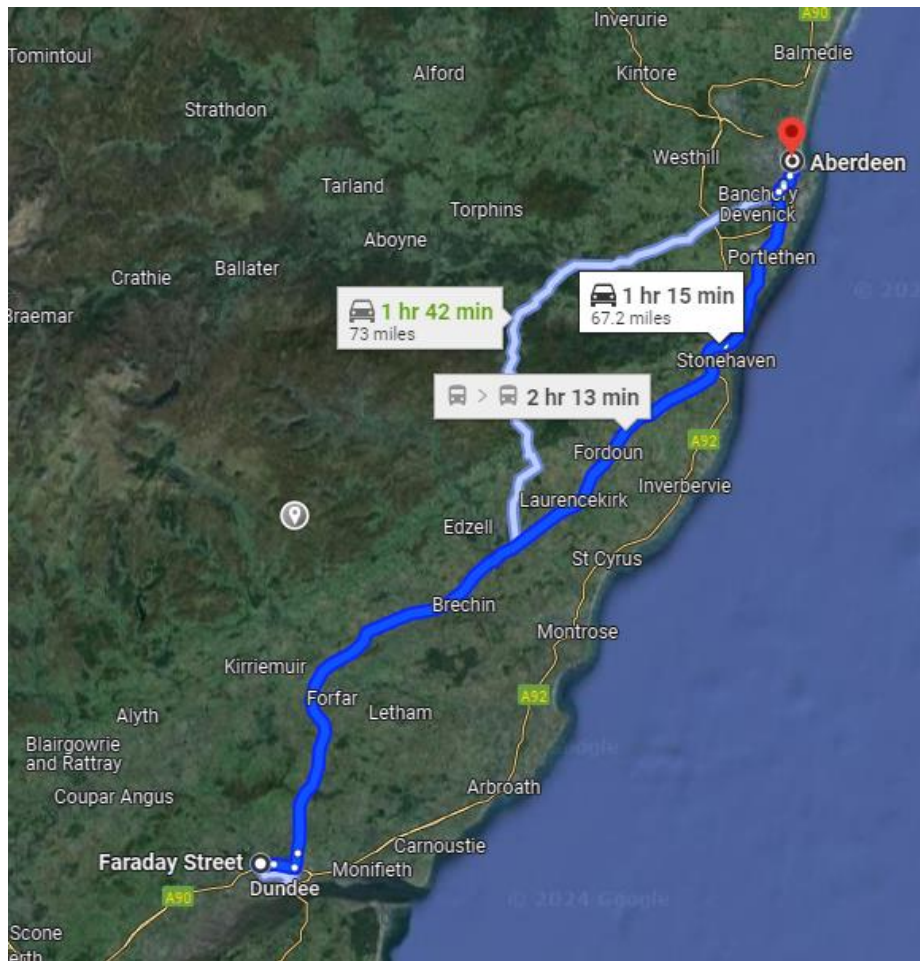 Inverurie
A90
Balmedie
Tomintoul
Alford
Kintore
Strathdon
Westhill
Aberdeen
Tarland
Banchory
Devenick
Torphins
Aboyne
Portlethen
Crathie
Ballater
1 hr 15 min
67.2 miles
1 hr 42 min
73 miles
Braemar
Stonehaven
> 2 hr 13 min
A92
Fordoun
Inverbervie
Laurencekirk
Edzell
St Cyrus
Brechin
Montrose
Kirriemuir
A92
Forfar
Letham
Alyth
Blairgowrie
and Rattray
Google
Coupar Angus
Arbroath
Carnoustie
Faraday Street
Monifieth
Dundee
A90
© 2024 Google
Scone
erth